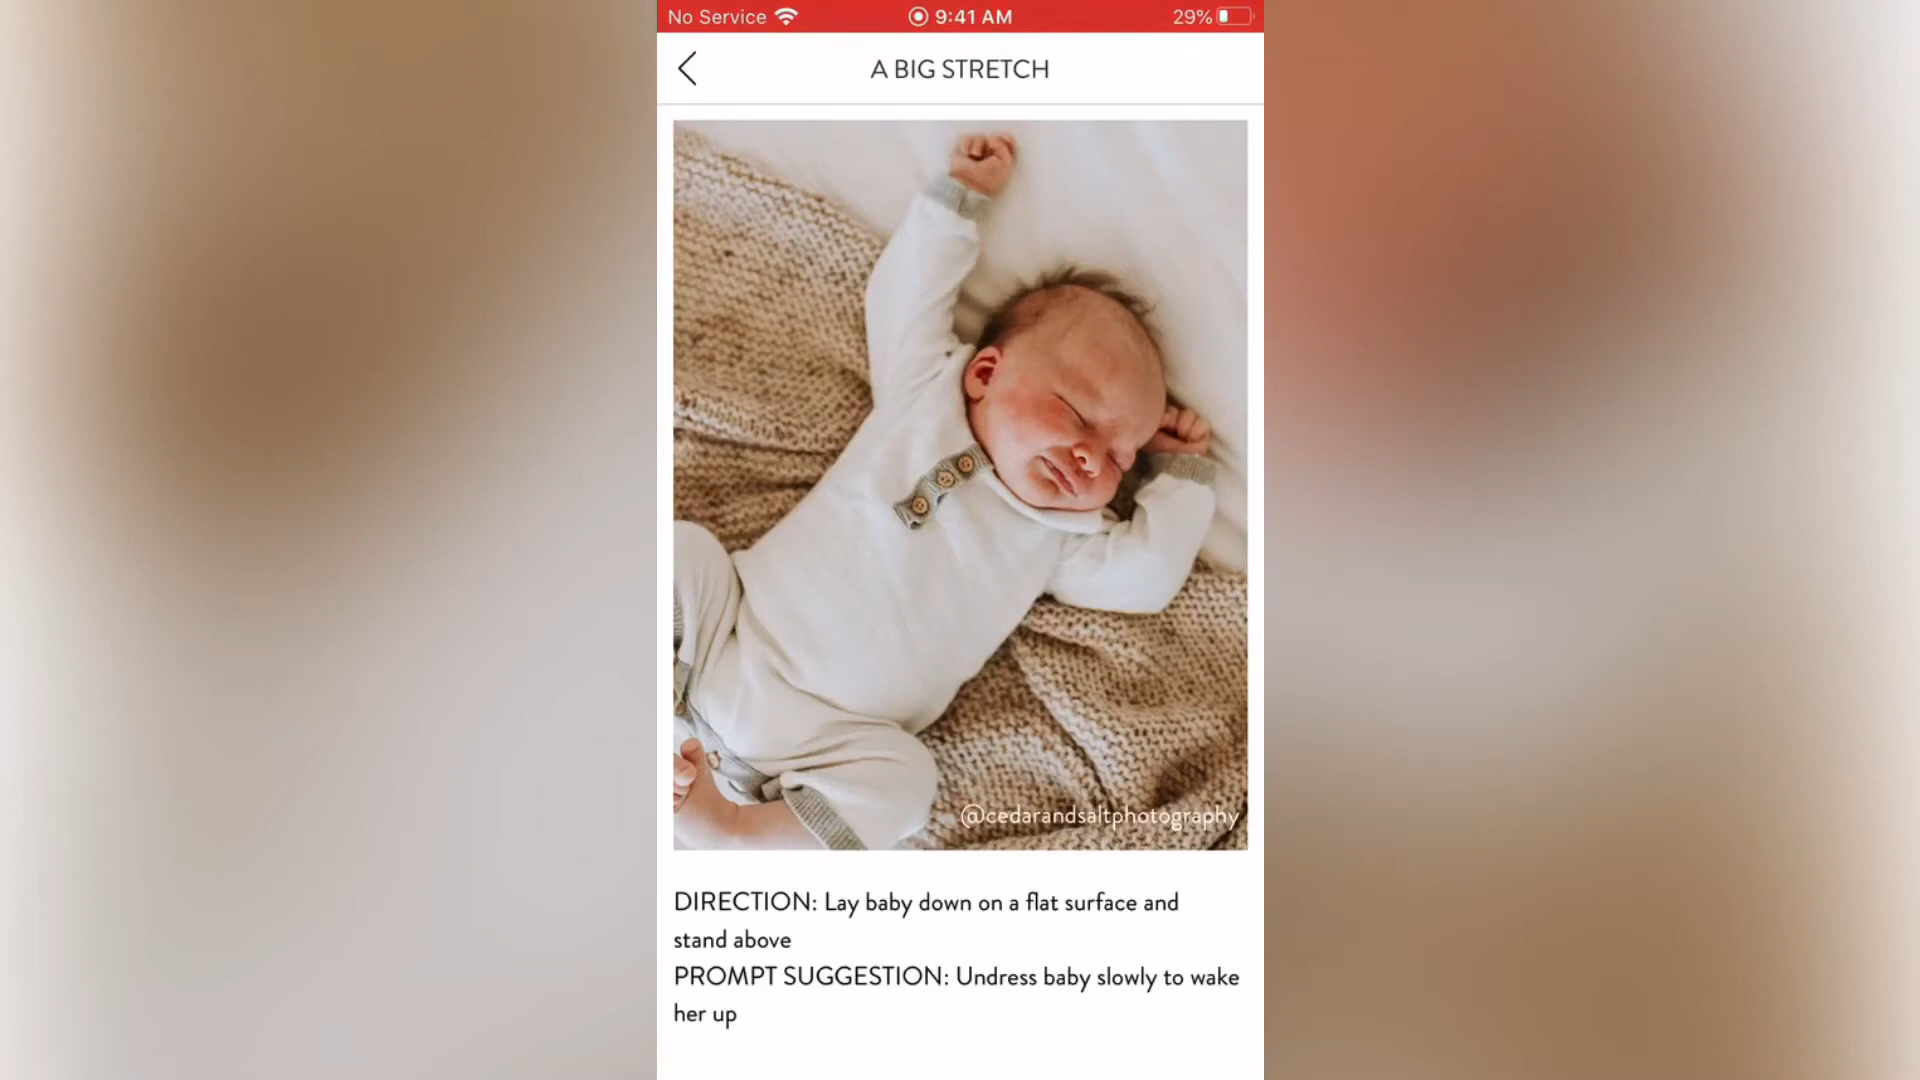 No Service 9:41 AM 29%
A BIG STRETCH
@cedarandsaltphotography
DIRECTION: Lay baby down on a flat surface and
stand above
PROMPT SUGGESTION: Undress baby slowly to wake
her up